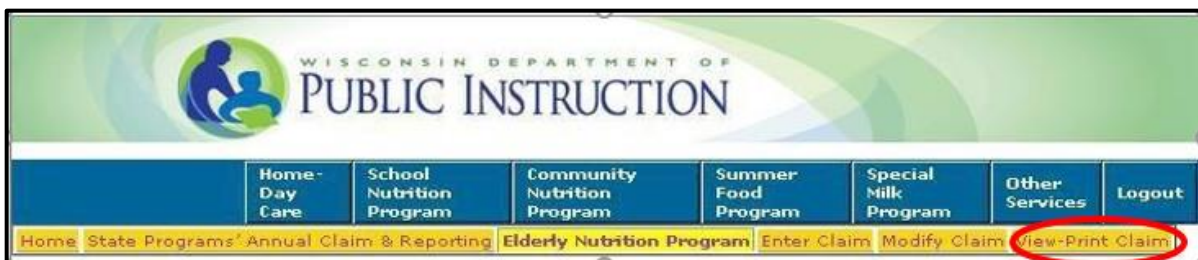 WISCONSIN DEPARTMENT OF
PUBLIC INSTRUCTION
Home-Day Care
School Nutrition Program
Community Nutrition Program
Summer Food Program
Special Milk Program
Other Services
Logout
Home State Programs' Annual Claim & Reporting Elderly Nutrition Program Enter Claim Modify Claim View-Print Claim